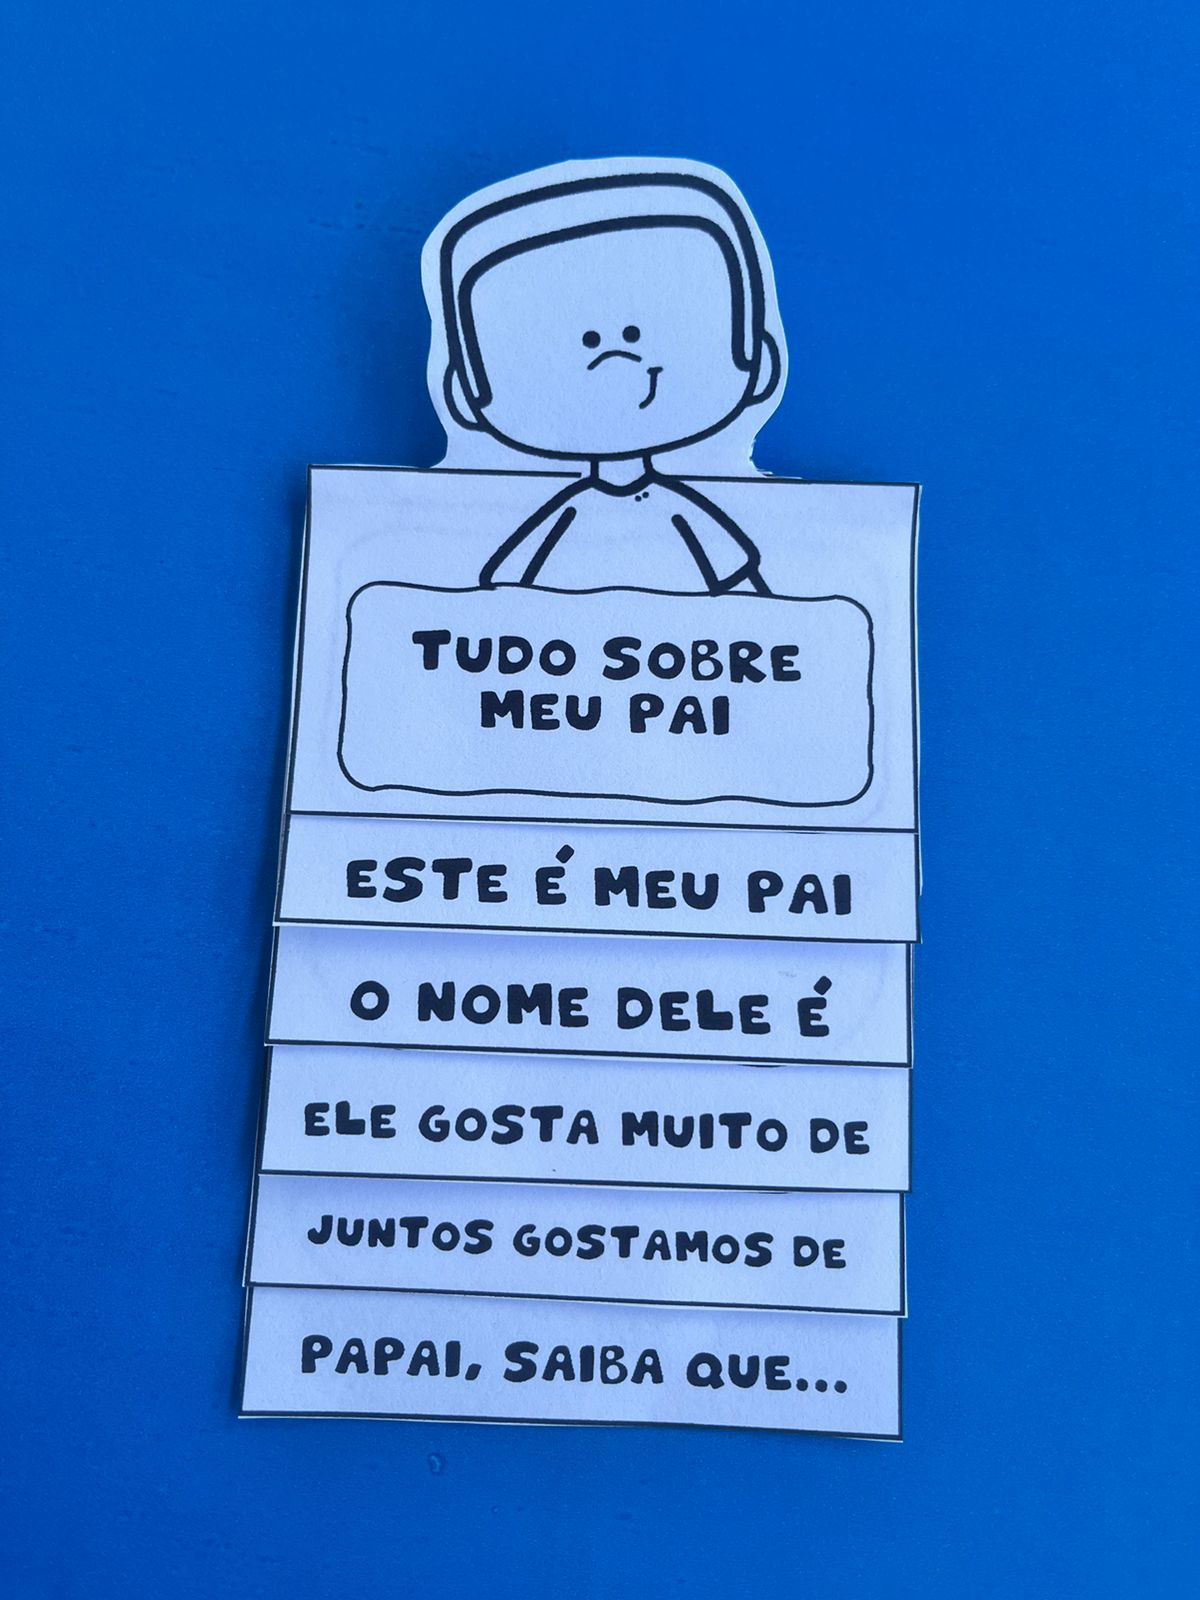 TUDO SOBRE
MEU PAI
ESTE É MEU PAI
O NOME DELE É
ELE GOSTA MUITO DE
JUNTOS GOSTAMOS DE
PAPAI, SAIBA QUE...